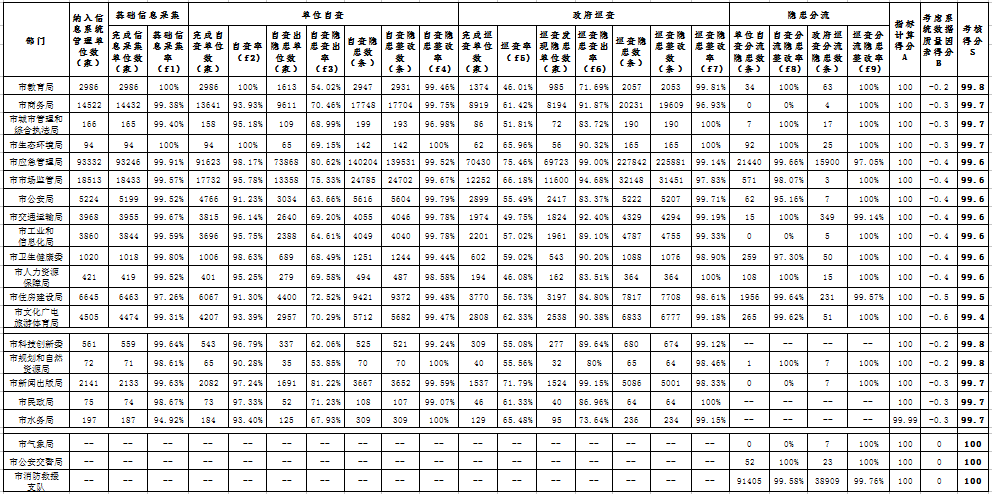 部门 纳入信息系统管理单位数（家） 基础信息采集 单位自查 政府巡查 隐患分流 指标计算得分A 考虑系统数据质量因素得分B 考核得分S
完成信息采集单位数（家） 基础信息采集率（f1） 完成自查单位数（家） 自查率（f2） 自查出隐患单位数（家） 自查隐患查出率（f3） 自查隐患数（条） 自查隐患整改数（条） 自查隐患整改率（f4） 完成巡查单位数（家） 巡查率（f5） 巡查发现隐患单位数（家） 巡查隐患查出率（f6） 巡查隐患数（条） 巡查隐患整改数（条） 巡查隐患整改率（f7） 单位自查分流隐患数（条） 自查分流隐患整改率（f8） 政府巡查分流隐患数（条） 巡查分流隐患整改率（f9）
市教育局 2986 2986 100% 2986 100% 1613 54.02% 2947 2931 99.46% 1374 46.01% 985 71.69% 2057 2053 99.81% 34 100% 63 100% 100 -0.2 99.8
市商务局 14522 14432 99.38% 13641 93.93% 9611 70.46% 17748 17704 99.75% 8919 61.42% 8194 91.87% 20231 19609 96.93% 0 0% 4 100% 100 -0.3 99.7
市城市管理和综合执法局 166 165 99.40% 158 95.18% 109 68.99% 199 193 96.98% 86 51.81% 72 83.72% 190 190 100% 7 100% 17 100% 100 -0.3 99.7
市生态环境局 94 94 100% 94 100% 65 69.15% 142 142 100% 62 65.96% 56 90.32% 165 165 100% 92 100% 25 100% 100 -0.3 99.7
市应急管理局 93332 93246 99.91% 91623 98.17% 73868 80.62% 140204 139531 99.52% 70430 75.46% 69723 99.00% 227842 225881 99.14% 21440 99.66% 15900 97.05% 100 -0.4 99.6
市市场监管局 18513 18433 99.57% 17732 95.78% 13358 75.33% 24785 24702 99.67% 12252 66.18% 11600 94.68% 32148 31451 97.83% 571 98.07% 3 100% 100 -0.4 99.6
市公安局 5224 5199 99.52% 4766 91.23% 3034 63.66% 5616 5604 99.79% 2899 55.49% 2417 83.37% 5222 5207 99.71% 62 95.16% 7 100% 100 -0.4 99.6
市交通运输局 3968 3955 99.67% 3815 96.14% 2640 69.20% 4055 4046 99.78% 1974 49.75% 1824 92.40% 4329 4294 99.19% 15 100% 349 99.14% 100 -0.4 99.6
市工业和信息化局 3860 3844 99.59% 3696 95.75% 2388 64.61% 4049 4040 99.78% 2201 57.02% 1961 89.10% 4787 4755 99.33% 0 0% 5 100% 100 -0.4 99.6
市卫生健康委 1020 1018 99.80% 1006 98.63% 689 68.49% 1251 1244 99.44% 602 59.02% 543 90.20% 1088 1076 98.90% 259 97.30% 50 100% 100 -0.4 99.6
市人力资源保障局 421 419 99.52% 401 95.25% 279 69.58% 494 487 98.58% 194 46.08% 162 83.51% 364 364 100% 108 100% 15 100% 100 -0.4 99.6
市住房建设局 6645 6463 97.26% 6067 91.30% 4400 72.52% 9421 9372 99.48% 3770 56.73% 3197 84.80% 7817 7708 98.61% 1956 99.64% 231 99.57% 100 -0.5 99.5
市文化广电旅游体育局 4505 4474 99.31% 4207 93.39% 2957 70.29% 5712 5682 99.47% 2808 62.33% 2538 90.38% 6833 6777 99.18% 265 99.62% 51 100% 100 -0.6 99.4
市科技创新委 561 559 99.64% 543 96.79% 337 62.06% 525 521 99.24% 309 55.08% 277 89.64% 680 674 99.12% -- -- -- -- 100 -0.2 99.8
市规划和自然资源局 72 71 98.61% 65 90.28% 35 53.85% 70 70 100% 40 55.56% 32 80% 65 64 98.46% 1 100% 7 100% 100 -0.2 99.8
市新闻出版局 2141 2133 99.63% 2082 97.24% 1691 81.22% 3667 3652 99.59% 1537 71.79% 1524 99.15% 5086 5001 98.33% 0 0% 7 100% 100 -0.3 99.7
市民政局 75 74 98.67% 73 97.33% 52 71.23% 108 107 99.07% 46 61.33% 40 86.96% 64 64 100% -- -- -- -- 100 -0.3 99.7
市水务局 197 187 94.92% 184 93.40% 125 67.93% 309 309 100% 129 65.48% 95 73.64% 236 234 99.15% -- -- -- -- 99.99 -0.3 99.7
市气象局 -- -- -- -- -- -- -- -- -- -- -- -- -- -- -- -- -- 0 0% 7 100% 100 0 100
市公安交警局 -- -- -- -- -- -- -- -- -- -- -- -- -- -- -- -- -- 52 100% 23 100% 100 0 100
市消防救援支队 -- -- -- -- -- -- -- -- -- -- -- -- -- -- -- -- -- 91405 99.58% 38909 99.76% 100 0 100